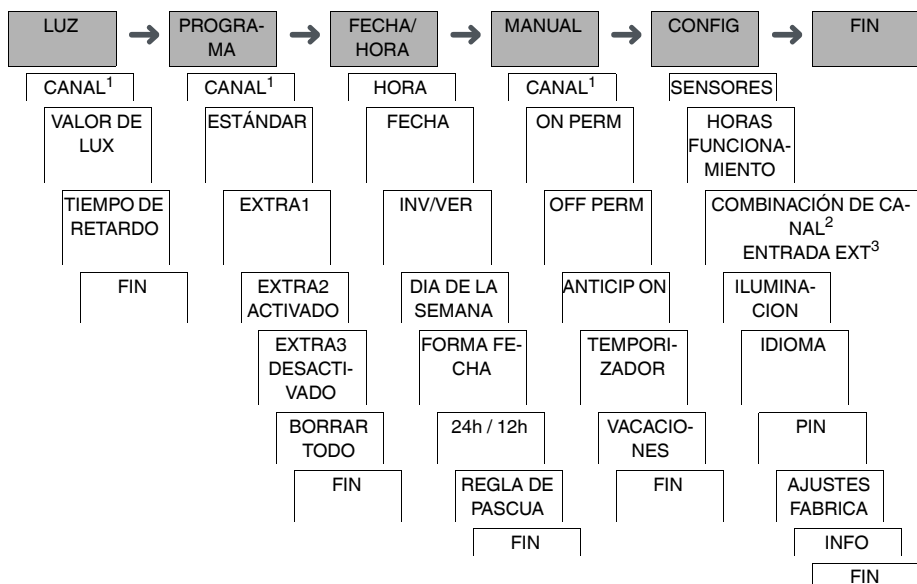 LUZ
PROGRA-
MA
FECHA/
HORA
MANUAL
CONFIG
FIN
CANAL1
VALOR DE
LUX
TIEMPO DE
RETARDO
FIN
CANAL1
ESTÁNDAR
EXTRA1
EXTRA2
ACTIVADO
EXTRA3
DESACTI-
VADO
BORRAR
TODO
FIN
HORA
FECHA
INV/VER
DIA DE LA
SEMANA
FORMA FE-
CHA
24h / 12h
REGLA DE
PASCUA
FIN
CANAL1
ON PERM
OFF PERM
ANTICIP ON
TEMPORI-
ZADOR
VACACIO-
NES
FIN
SENSORES
HORAS
FUNCIONA-
MIENTO
COMBINACIÓN DE CA-
NAL2
ENTRADA EXT3
ILUMINA-
CION
IDIOMA
PIN
AJUSTES
FABRICA
INFO
FIN